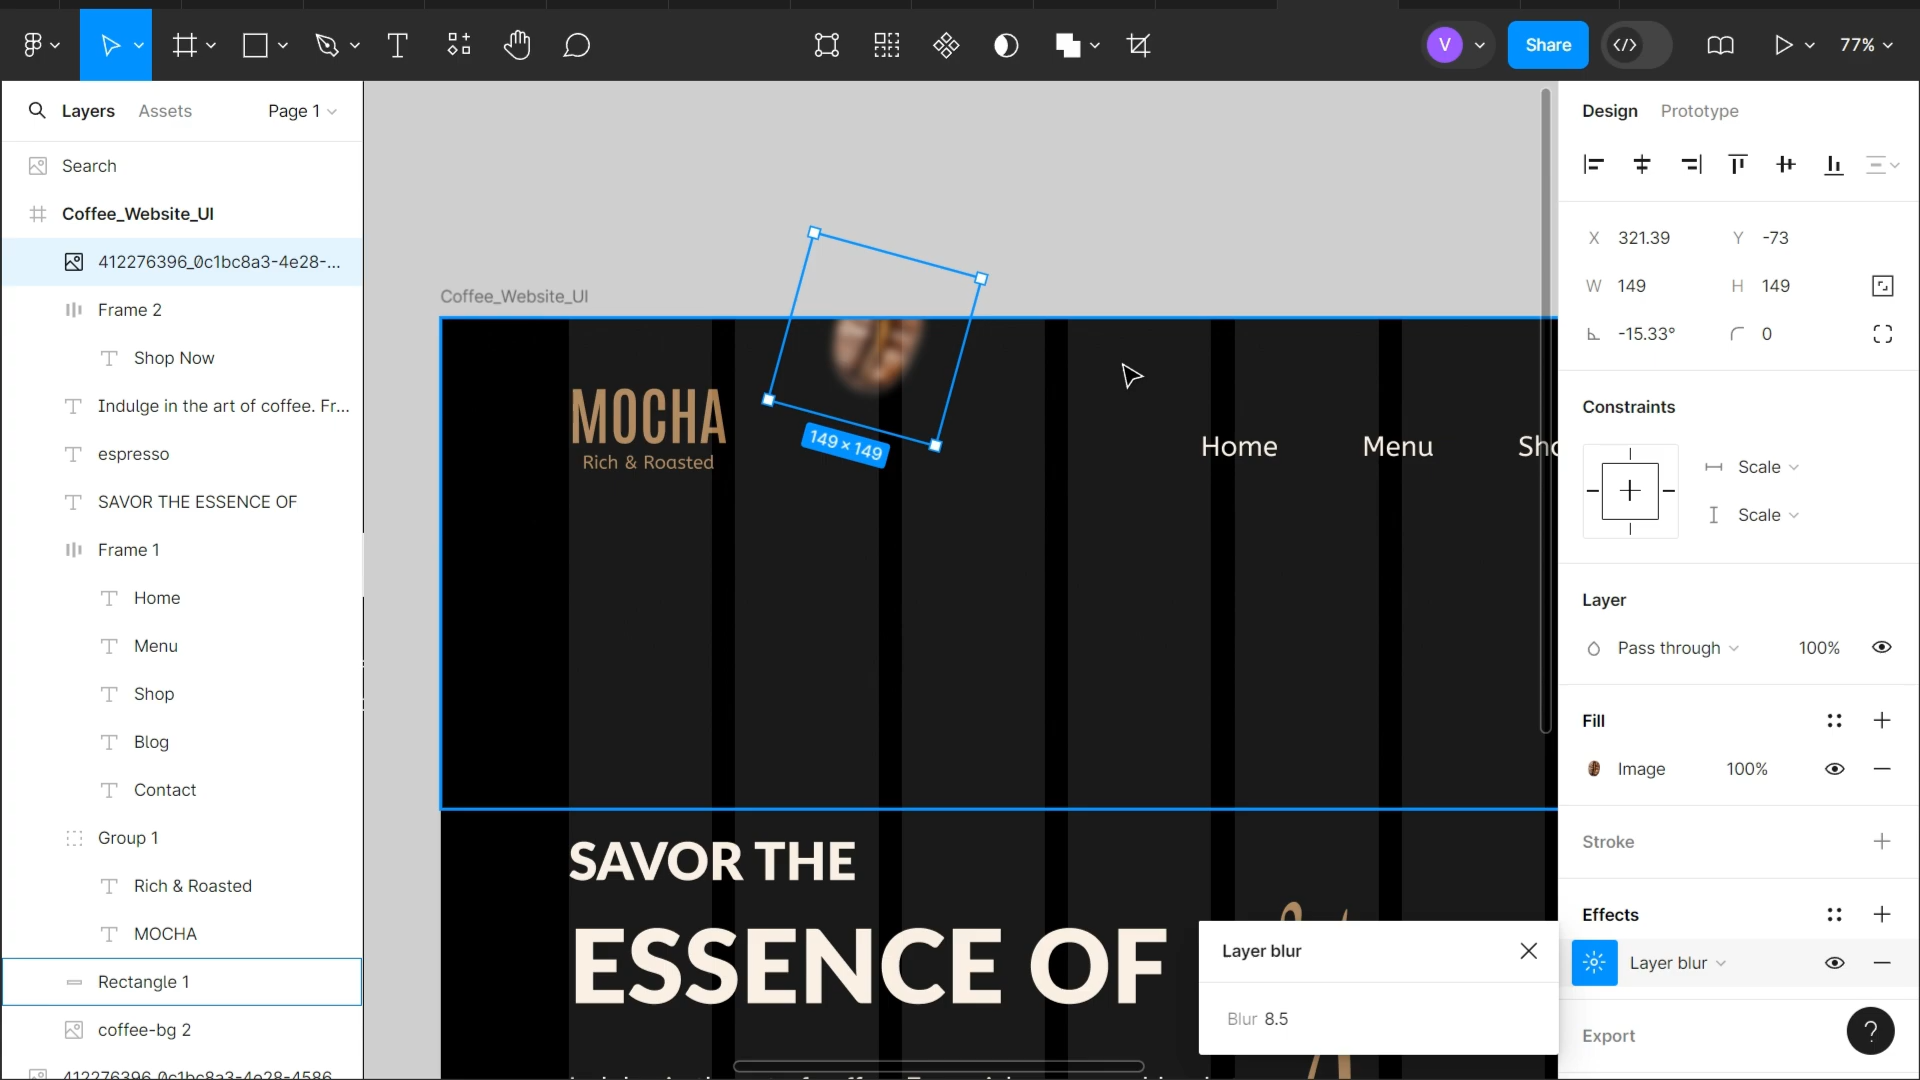 V
Share
77%
Layers
Assets
Page 1
Search
Coffee_Website_UI
412276396_0c1bc8a3-4e28-...
Frame 2
Shop Now
Indulge in the art of coffee. Fr...
espresso
SAVOR THE ESSENCE OF
Frame 1
Home
Menu
Shop
Blog
Contact
Group 1
Rich & Roasted
MOCHA
Rectangle 1
coffee-bg 2
412276396_0c1bc8a3-4e28-4586
Coffee_Website_UI
MOCHA
Rich & Roasted
149 × 149
Home
Menu
Sho
SAVOR THE
ESSENCE OF
Layer blur
Blur 8.5
Design
Prototype
X 321.39
Y -73
W 149
H 149
-15.33°
0
Constraints
Scale
Scale
Layer
Pass through
100%
Fill
Image
100%
Stroke
Effects
Layer blur
Export
?